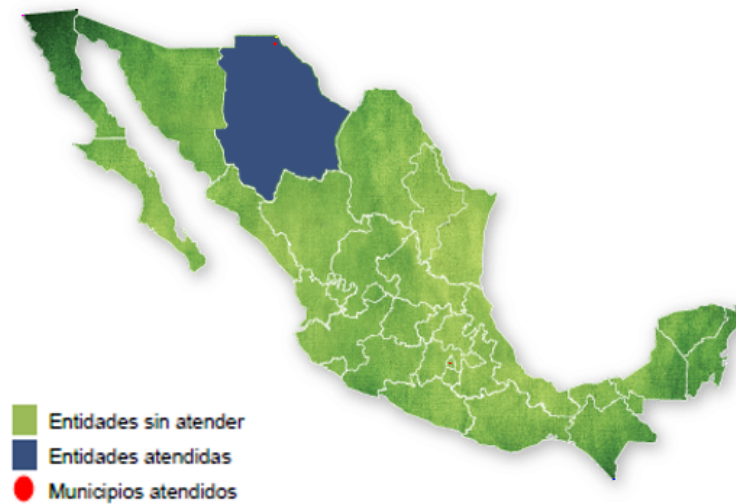 Entidades sin atender
Entidades atendidas
Municipios atendidos